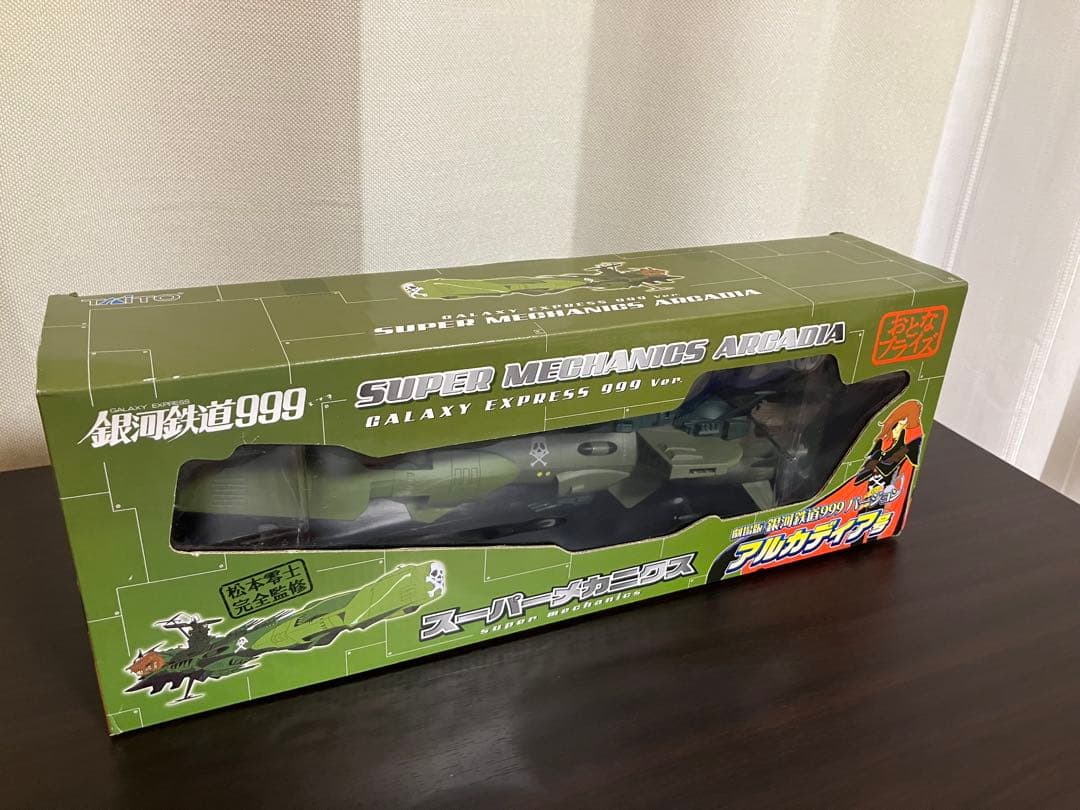 TAITO
GALAXY EXPRESS 999 Ver.
SUPER MECHANICS ARCADIA
おとな
プライズ
SUPER MECHANICS ARCADIA
GALAXY EXPRESS 999 Ver.
GALAXY EXPRESS
銀河鉄道999
劇場版 銀河鉄道999 バージョン
アルカディア号
松本零士
完全監修
スーパーメカニクス
super mechanics